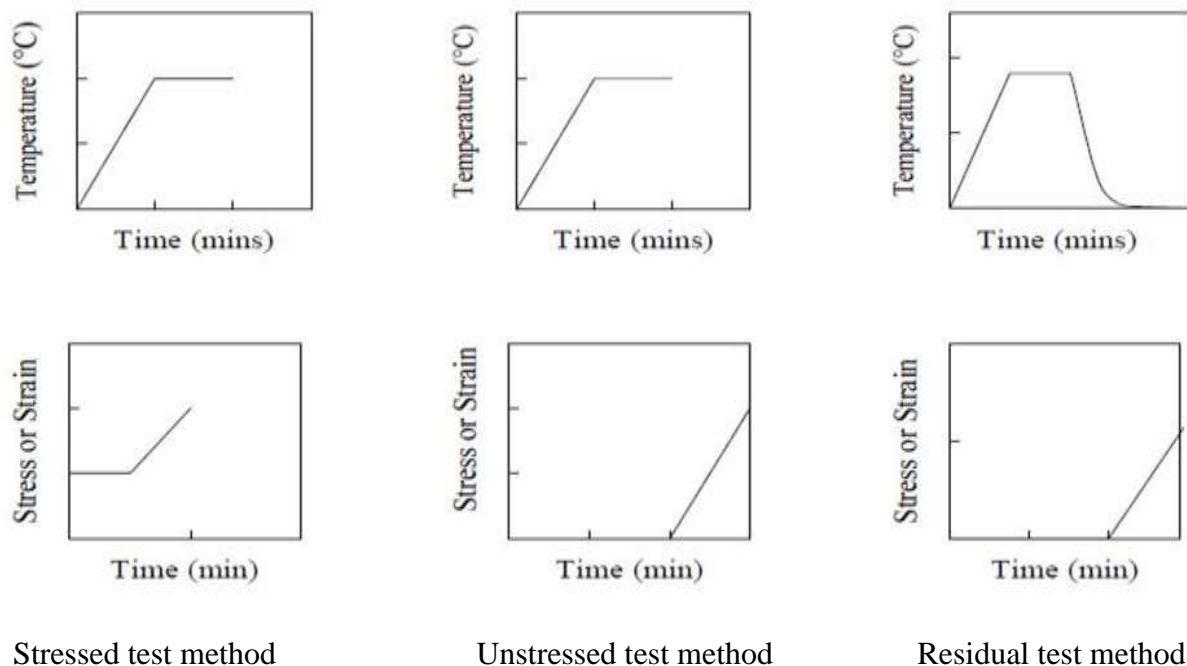 Temperature (°C)
Time (mins)
Temperature (°C)
Time (mins)
Temperature (°C)
Time (mins)
Stress or Strain
Time (min)
Stress or Strain
Time (min)
Stress or Strain
Time (min)
Stressed test method
Unstressed test method
Residual test method